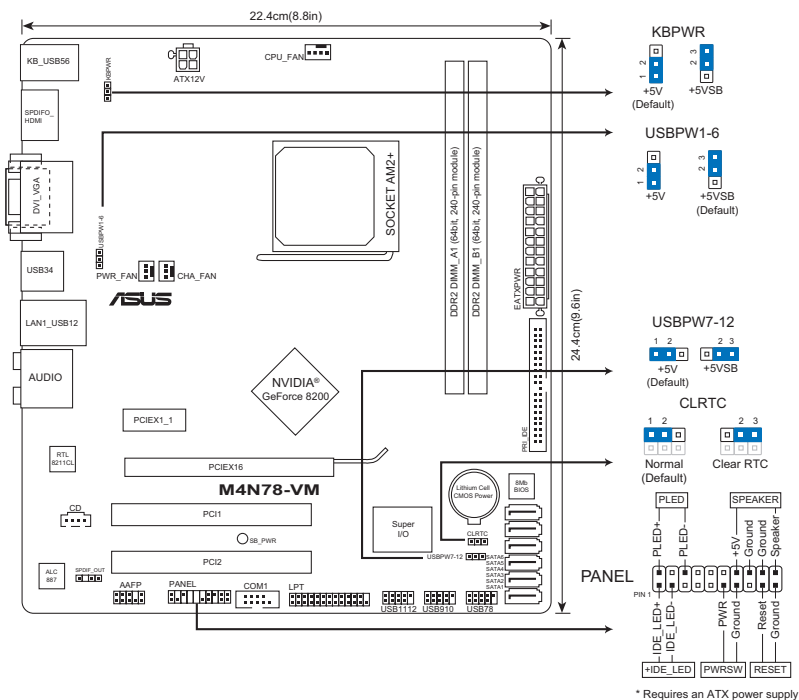 22.4cm(8.8in)
KBPWR
KB_USB56
KBPWR
ATX12V
CPU_FAN
1 2
2 3
+5V
(Default)
+5VSB
SPDIFO_
HDMI
USBPW1-6
1 2
2 3
+5V
+5VSB
(Default)
DVI_VGA
SOCKET AM2+
DDR2 DIMM_A1 (64bit, 240-pin module)
DDR2 DIMM_B1 (64bit, 240-pin module)
EATXPWR
24.4cm(9.6in)
USBPW1-6
USB34
PWR_FAN
CHA_FAN
ASUS
LAN1_USB12
USBPW7-12
1 2
2 3
+5V
(Default)
+5VSB
AUDIO
NVIDIA®
GeForce 8200
CLRTC
1 2
2 3
Normal
(Default)
Clear RTC
PCIEX1_1
PRI_IDE
RTL
8211CL
PCIEX16
M4N78-VM
Lithium Cell
CMOS Power
8Mb
BIOS
CD
PCI1
SB_PWR
Super
I/O
CLRTC
USBPW7-12
SATA6
SATA5
SATA4
SATA3
SATA2
SATA1
PCI2
ALC
887
SPDIF_OUT
AAFP
PANEL
COM1
LPT
USB1112
USB910
USB78
PLED
SPEAKER
PLED+
PLED-
+5V
Ground
Ground
Speaker-
PANEL
PIN 1
IDE_LED+
IDE_LED-
PWR
Ground
Reset
Ground
+IDE_LED
PWRSW
RESET
* Requires an ATX power supply